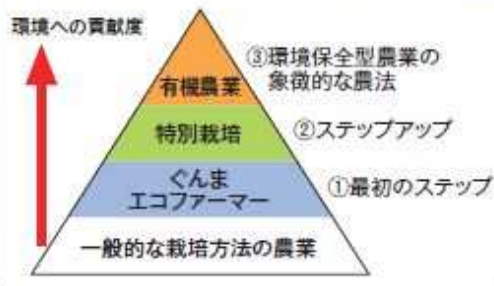 環境への貢献度
③環境保全型農業の
象徴的な農法
有機農業
特別栽培
②ステップアップ
ぐんま
エコファーマー
①最初のステップ
一般的な栽培方法の農業